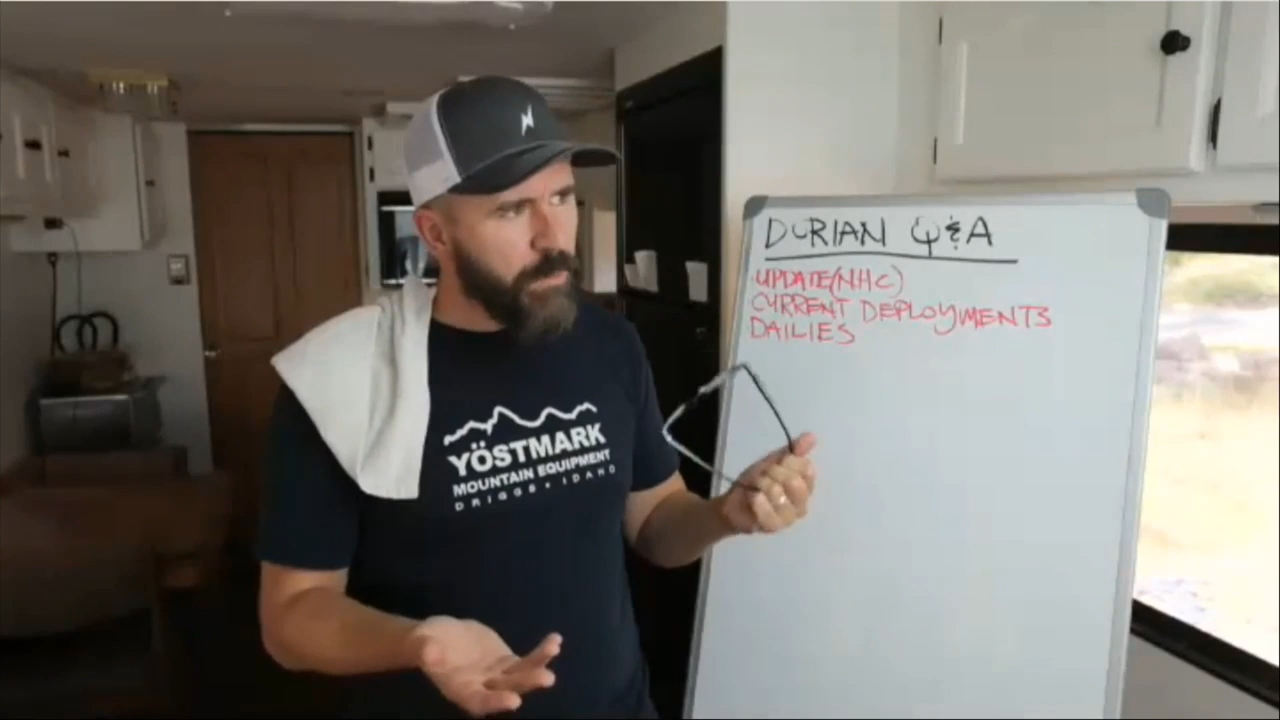 DORIAN Q&A
UPDATE(NHC)
CURRENT DEPLOYMENTS
DAILIES
YÖSTMARK
MOUNTAIN EQUIPMENT
DRIGGS • IDAHO